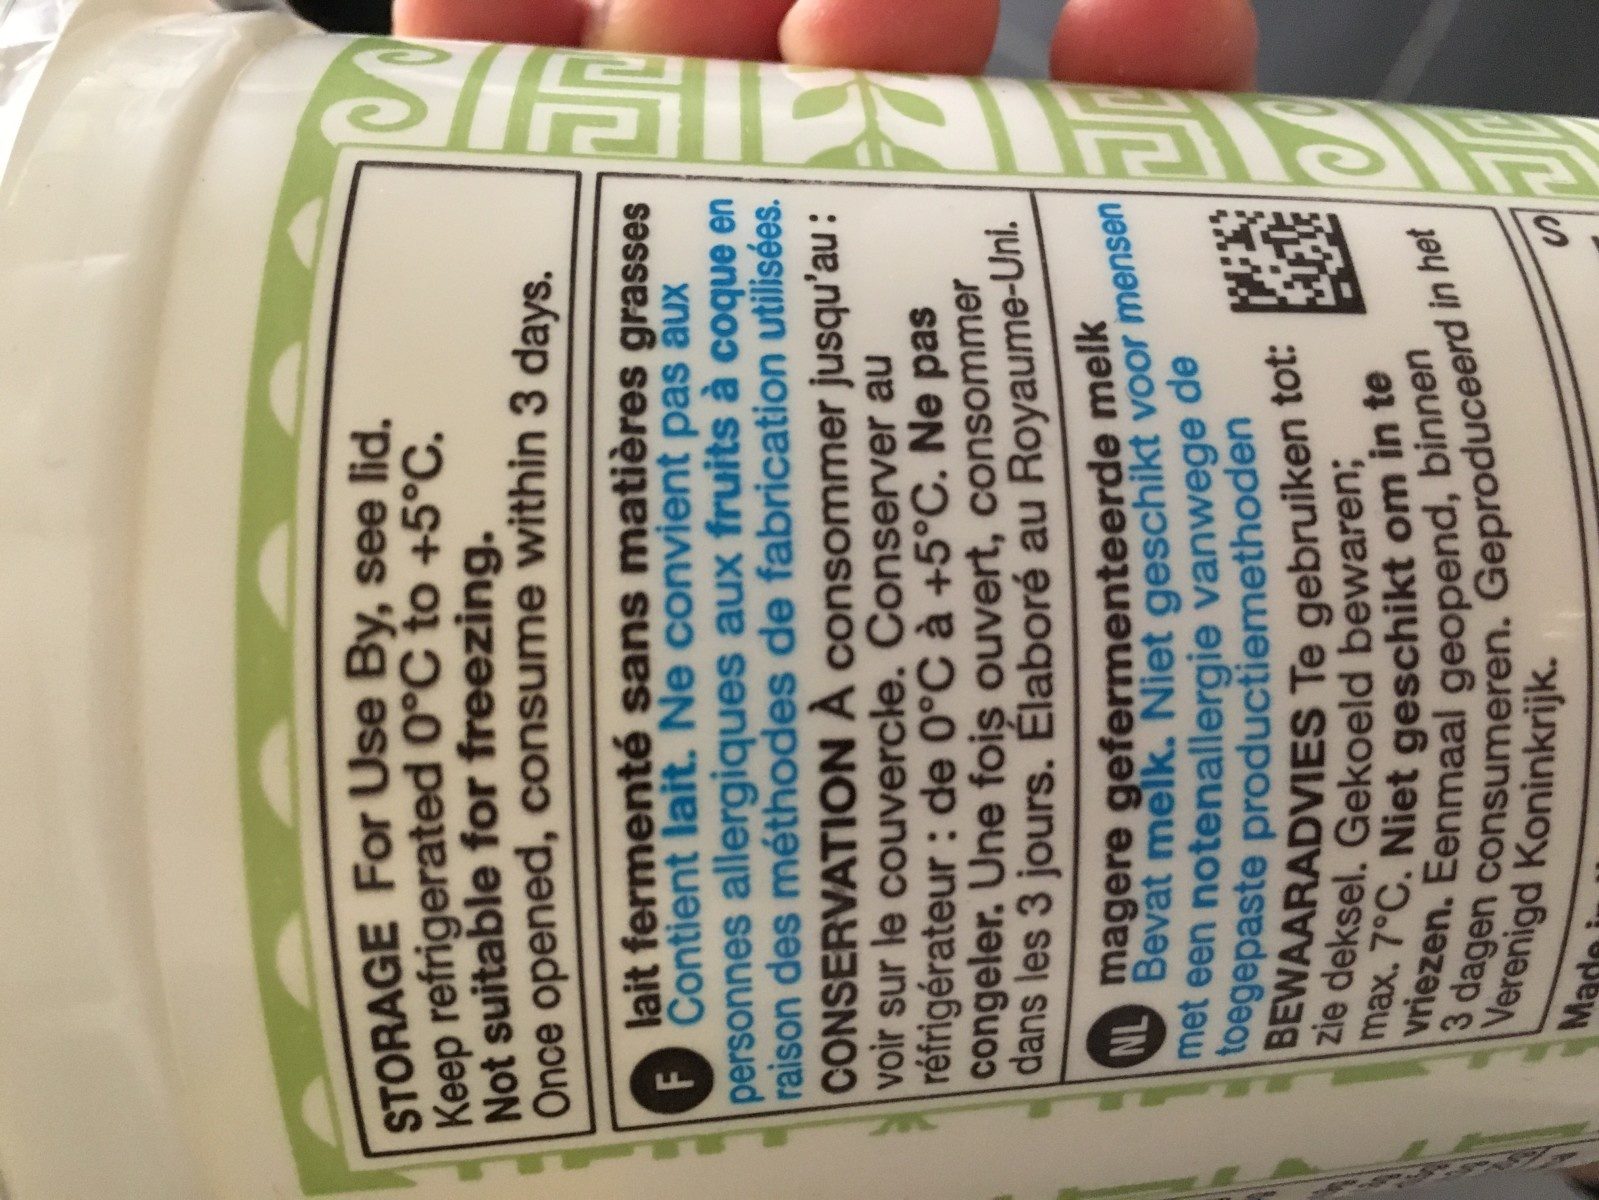 STORAGE For Use By, see lid.
Keep refrigerated 0°C to +5°C.
Not suitable for freezing.
Once opened, consume within 3 days.
F lait fermenté sans matières grasses
Contient lait. Ne convient pas aux
personnes allergiques aux fruits à coque en
raison des méthodes de fabrication utilisées.
CONSERVATION À consommer jusqu'au :
voir sur le couvercle. Conserver au
réfrigérateur : de 0°C à +5°C. Ne pas
congeler. Une fois ouvert, consommer
dans les 3 jours. Élaboré au Royaume-Uni.
NL magere gefermenteerde melk
Bevat melk. Niet geschikt voor mensen
met een notenallergie vanwege de
toegepaste productiemethoden
BEWAARADVIES Te gebruiken tot:
zie deksel. Gekoeld bewaren;
max. 7°C. Niet geschikt om in te
vriezen. Eenmaal geopend, binnen
3 dagen consumeren. Geproduceerd in het
Verenigd Koninkrijk.
Made in